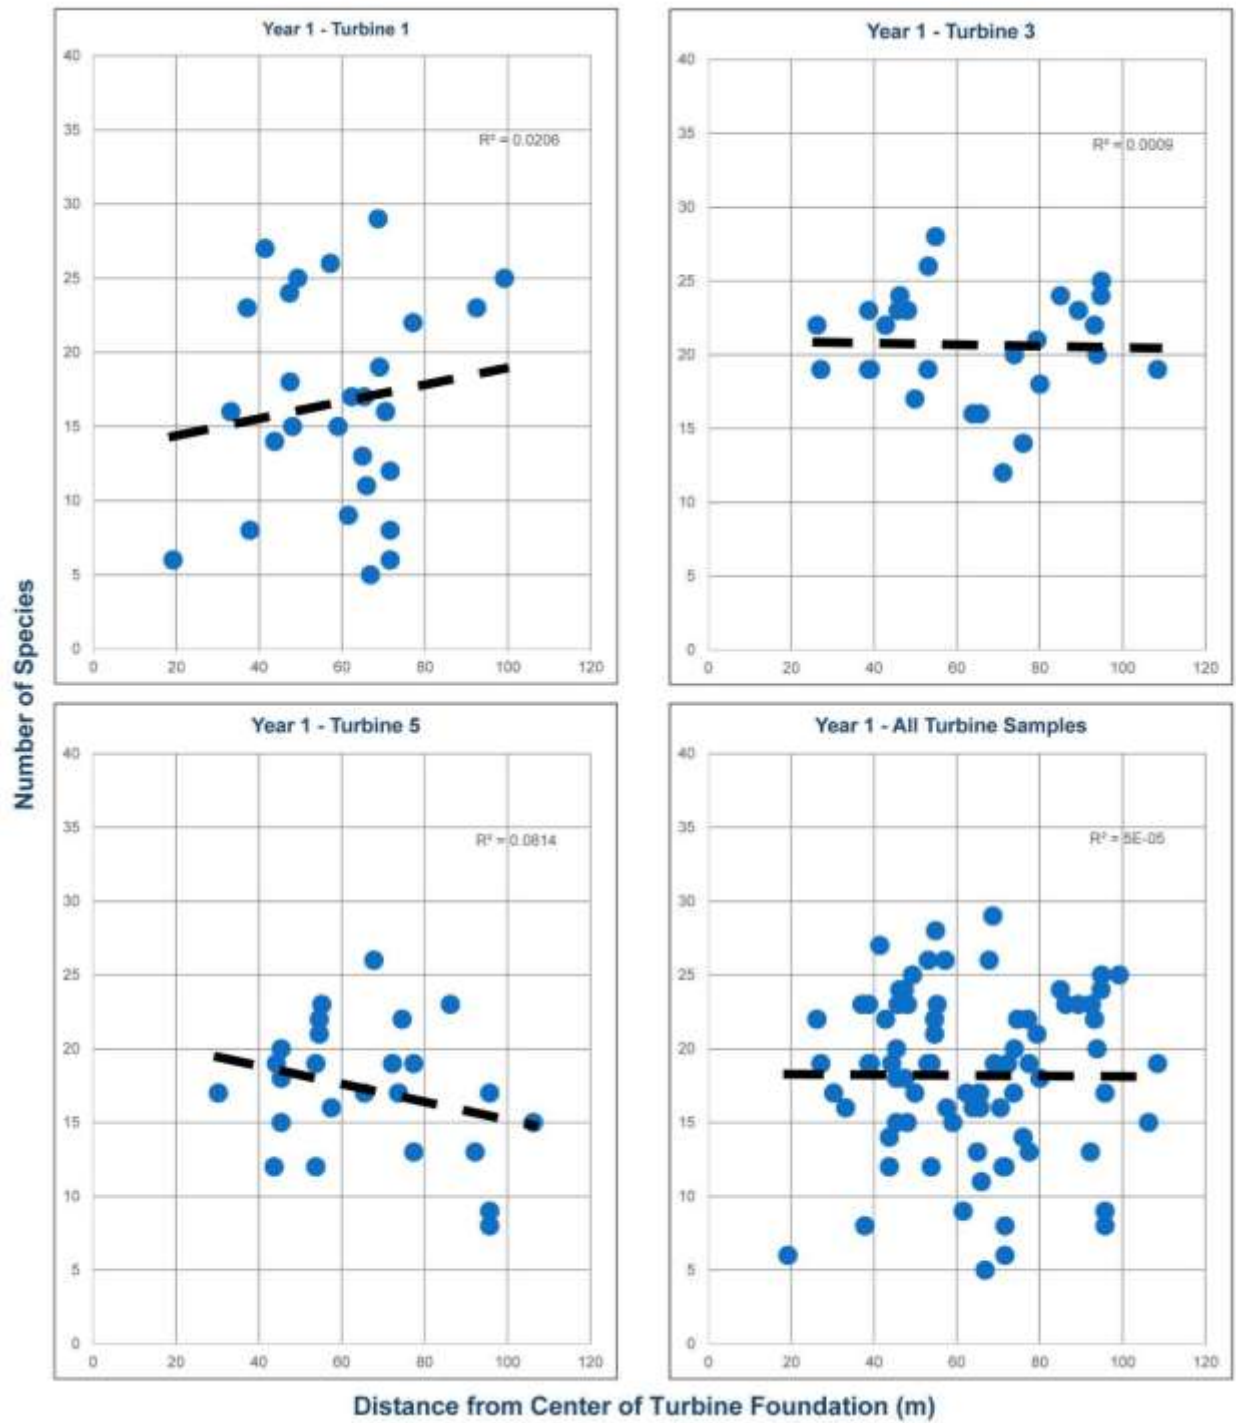 Number of Species
Year 1 - Turbine 1
R² = 0.0206
40
35
30
25
20
15
10
5
0
0 20 40 60 80 100 120
Year 1 - Turbine 3
R² = 0.0009
40
35
30
25
20
15
10
5
0
0 20 40 60 80 100 120
Year 1 - Turbine 5
R² = 0.0814
40
35
30
25
20
15
10
5
0
0 20 40 60 80 100 120
Year 1 - All Turbine Samples
R² = 5E-05
40
35
30
25
20
15
10
5
0
0 20 40 60 80 100 120
Distance from Center of Turbine Foundation (m)